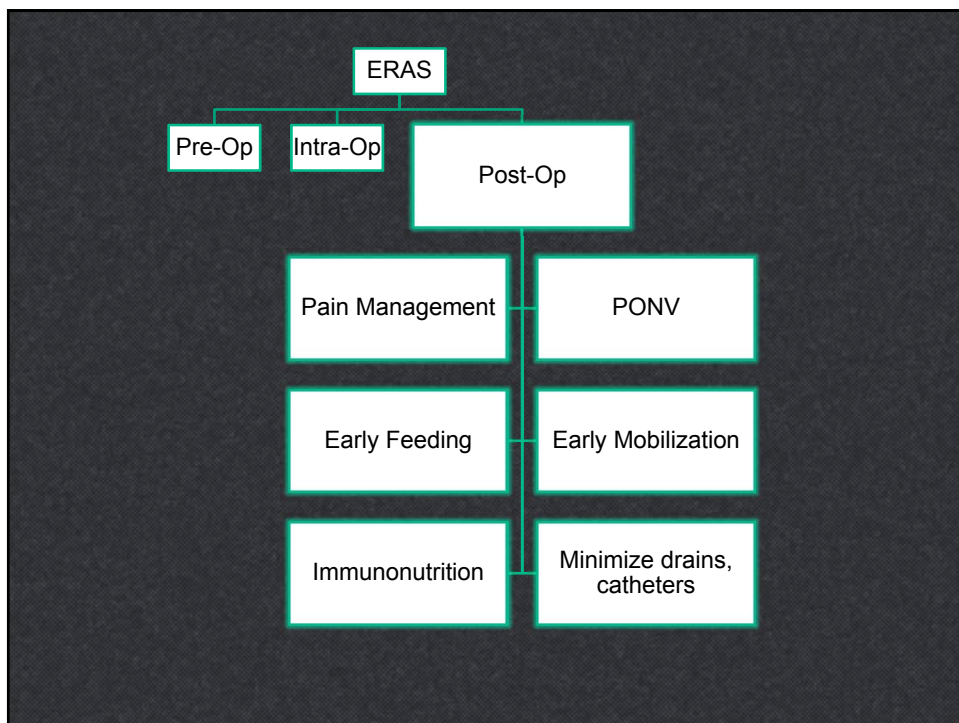 ERAS
Pre-Op
Intra-Op
Post-Op
Pain Management
PONV
Early Feeding
Early Mobilization
Immunonutrition
Minimize drains,
catheters